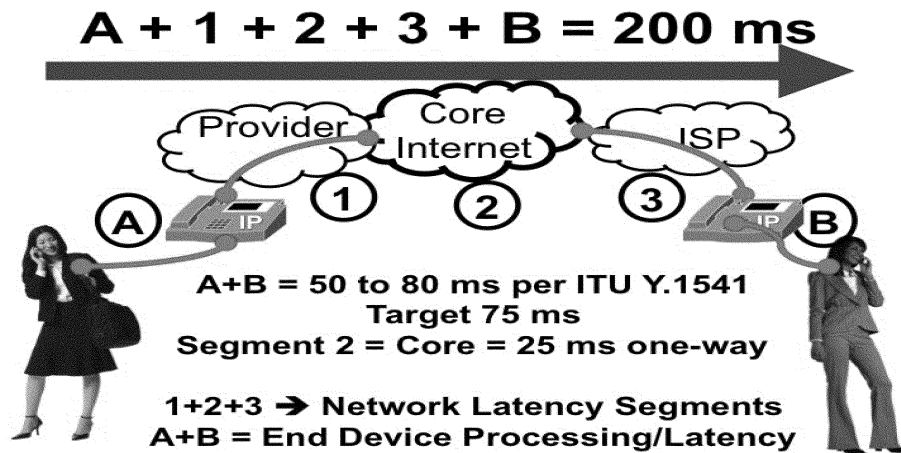 A + 1 + 2 + 3 + B = 200 ms
Provider
Core
Internet
ISP
A
1
2
3
B
IP
IP
A+B = 50 to 80 ms per ITU Y.1541
Target 75 ms
Segment 2 = Core = 25 ms one-way
1+2+3 ➔ Network Latency Segments
A+B = End Device Processing/Latency